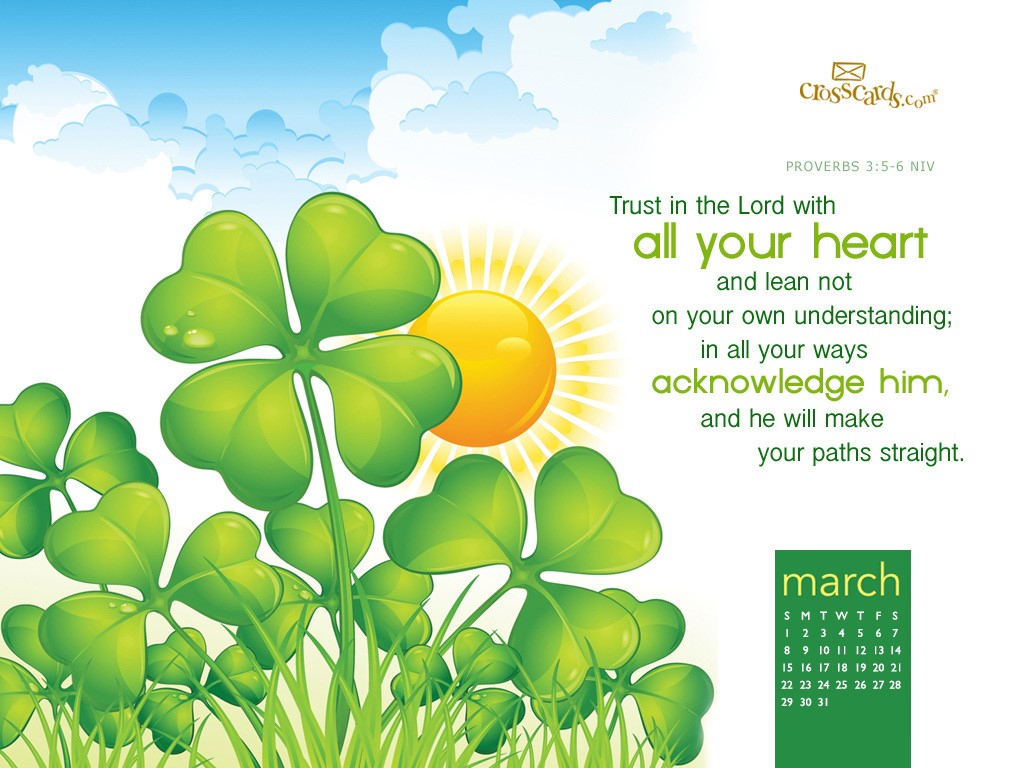 crosscards.com®
PROVERBS 3:5-6 NIV
Trust in the Lord with
all your heart
and lean not
on your own understanding;
in all your ways
acknowledge him,
and he will make
your paths straight.
march
S M T W T F S
1 2 3 4 5 6 7
8 9 10 11 12 13 14
15 16 17 18 19 20 21
22 23 24 25 26 27 28
29 30 31